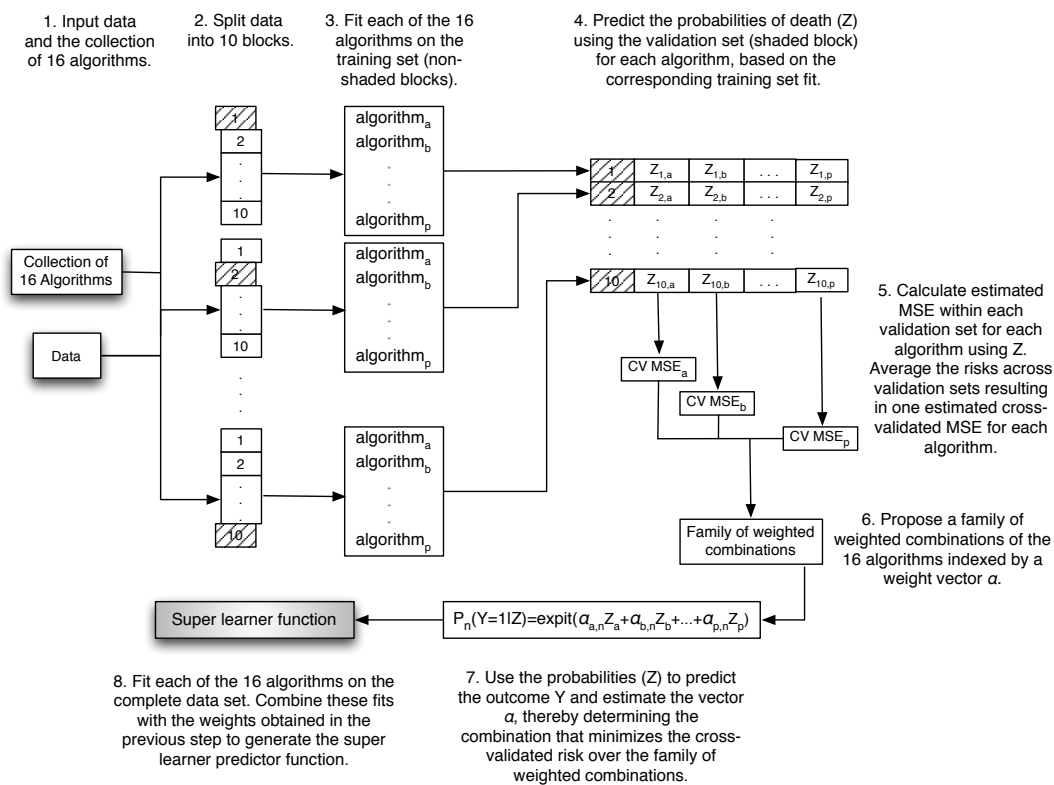 1. Input data
and the collection
of 16 algorithms.
2. Split data
into 10 blocks.
3. Fit each of the 16
algorithms on the
training set (non-
shaded blocks).
4. Predict the probabilities of death (Z)
using the validation set (shaded block)
for each algorithm, based on the
corresponding training set fit.
1
2
.
.
.
10
algorithm_a
algorithm_b
.
.
.
algorithm_p
1 Z_1,a Z_1,b . . . Z_1,p
2 Z_2,a Z_2,b . . . Z_2,p
. . . .
. . . .
10 Z_10,a Z_10,b . . . Z_10,p
Collection of
16 Algorithms
Data
1
2
.
.
.
10
algorithm_a
algorithm_b
.
.
.
algorithm_p
.
.
.
1
2
.
.
.
10
algorithm_a
algorithm_b
.
.
.
algorithm_p
CV MSE_a
CV MSE_b
CV MSE_p
5. Calculate estimated
MSE within each
validation set for each
algorithm using Z.
Average the risks across
validation sets resulting
in one estimated cross-
validated MSE for each
algorithm.
Family of weighted
combinations
6. Propose a family of
weighted combinations of the
16 algorithms indexed by a
weight vector α.
Super learner function
P_n(Y=1|Z)=expit(α_a,nZ_a+α_b,nZ_b+...+α_p,nZ_p)
8. Fit each of the 16 algorithms on the
complete data set. Combine these fits
with the weights obtained in the
previous step to generate the super
learner predictor function.
7. Use the probabilities (Z) to predict
the outcome Y and estimate the vector
α, thereby determining the
combination that minimizes the cross-
validated risk over the family of
weighted combinations.